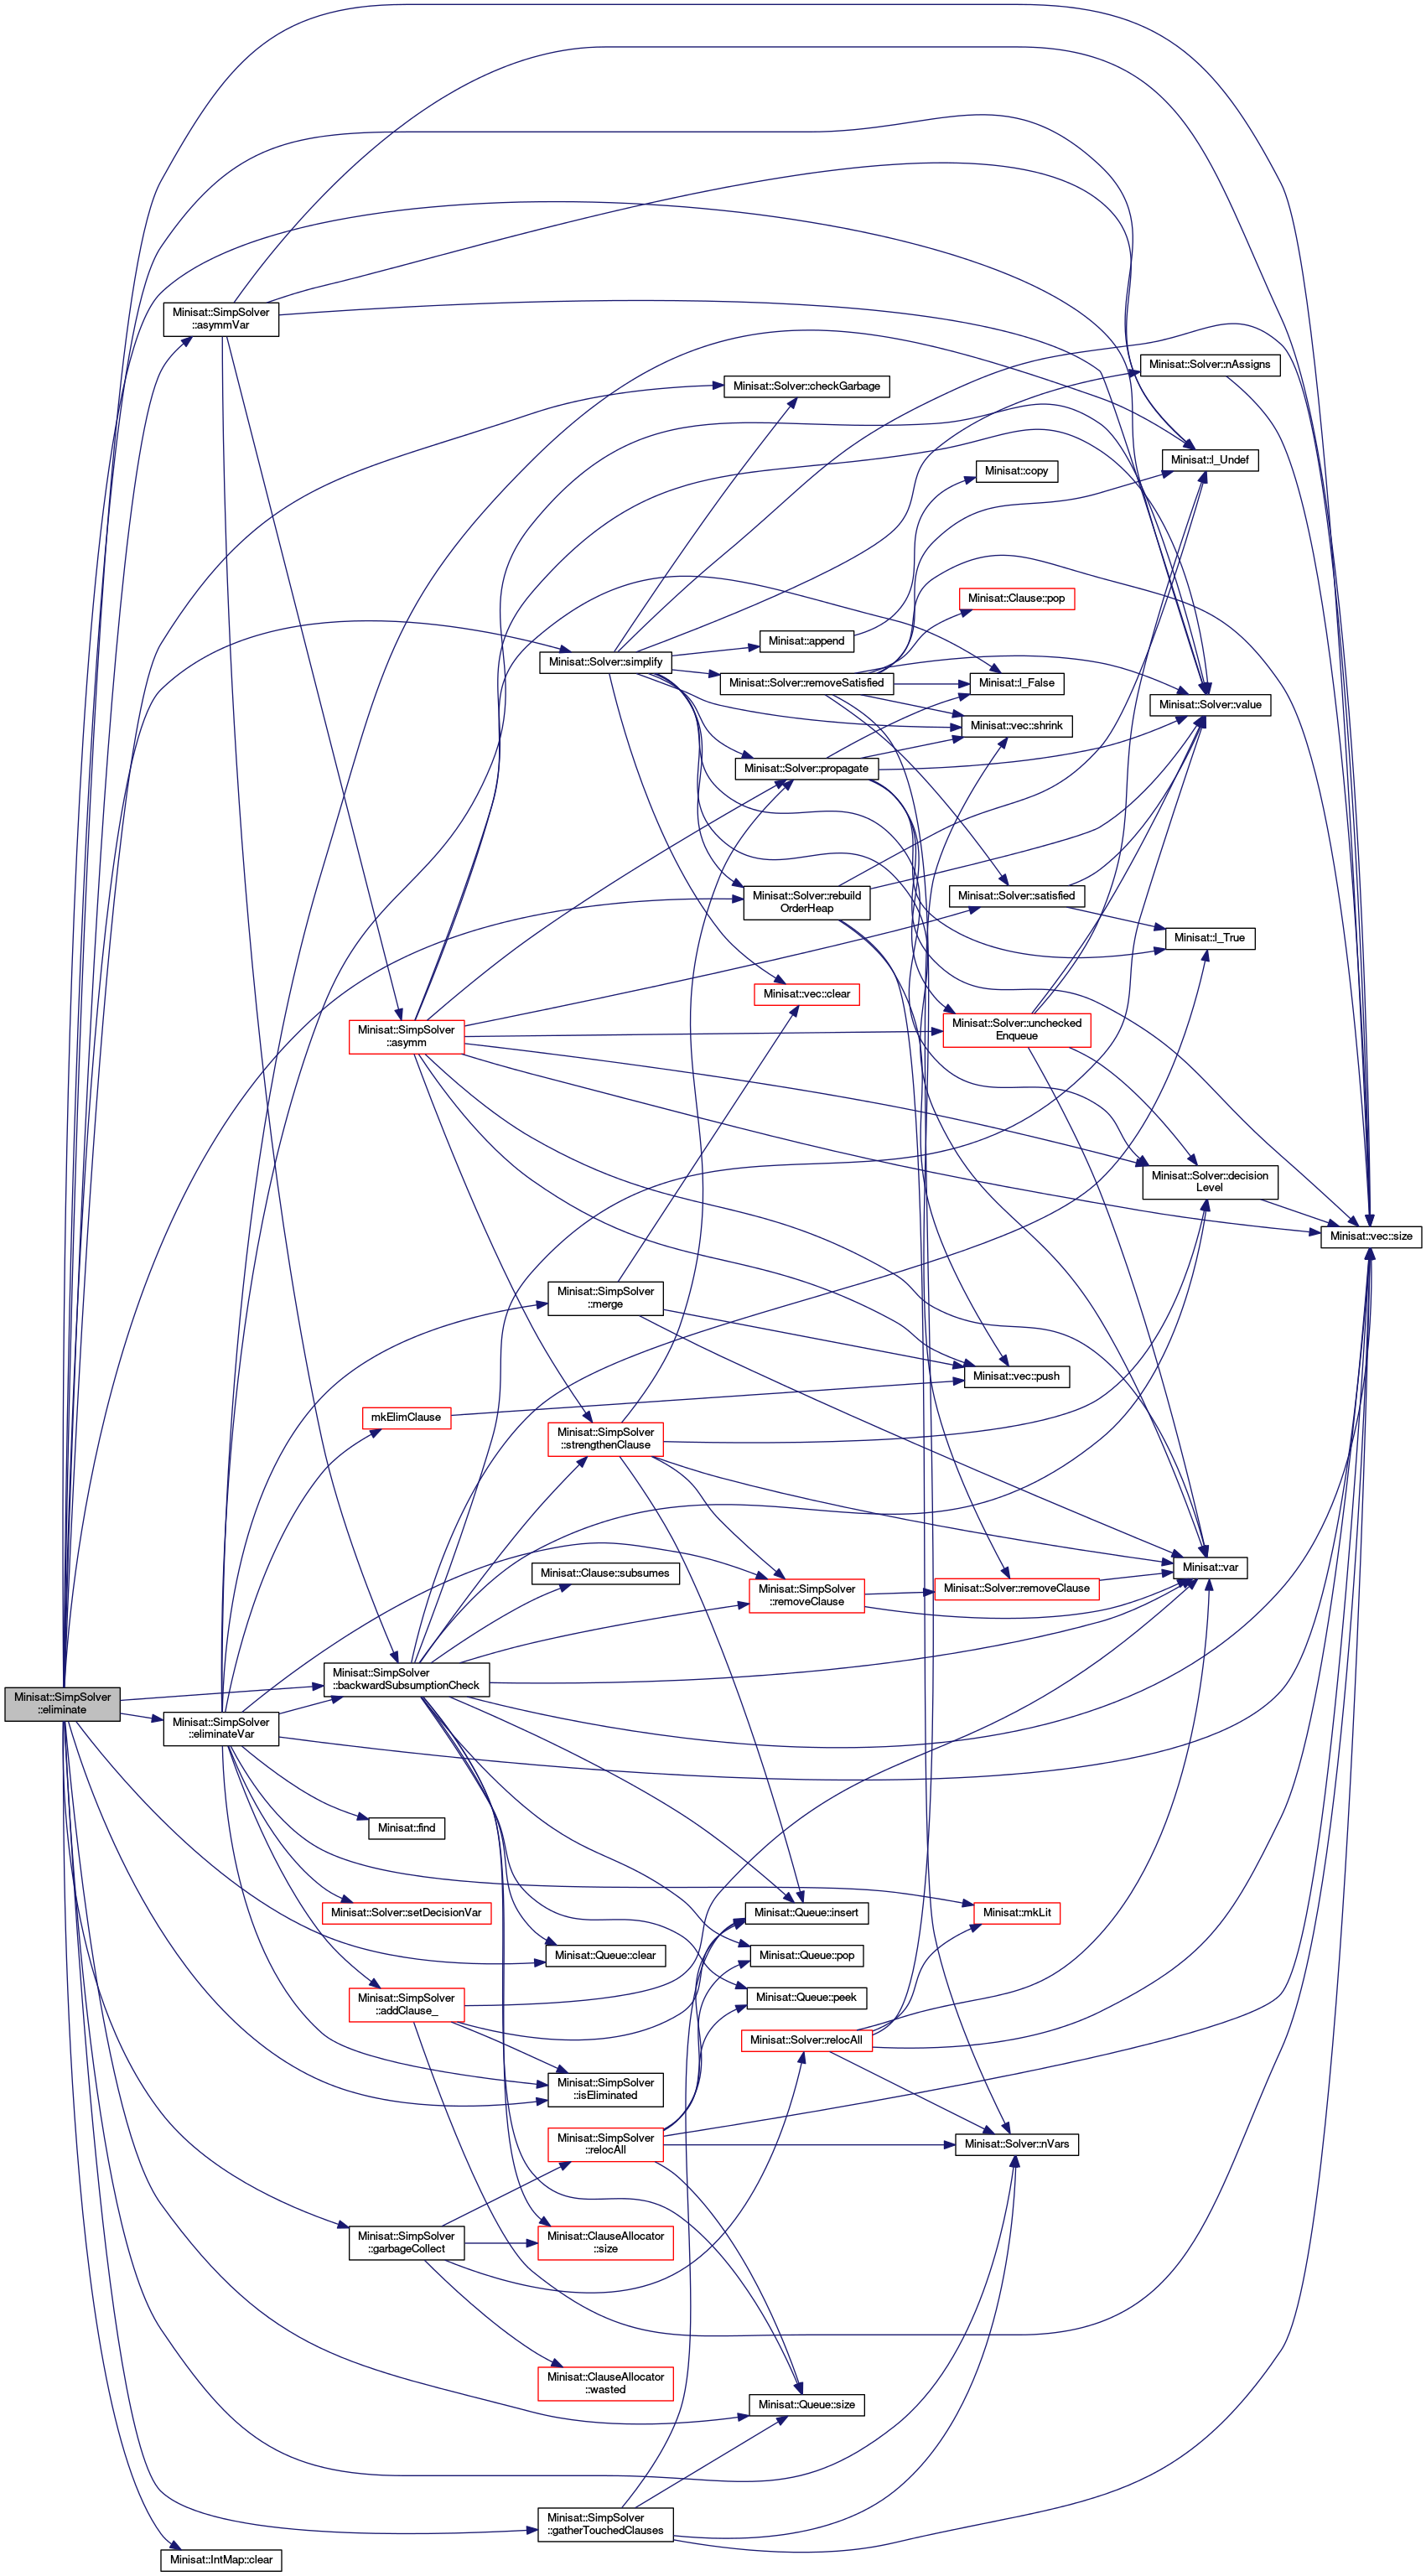 Minisat::SimpSolver
::eliminate
Minisat::SimpSolver
::asymmVar
Minisat::SimpSolver
::eliminateVar
Minisat::IntMap::clear
Minisat::SimpSolver
::asymm
mkElimClause
Minisat::SimpSolver
::backwardSubsumptionCheck
Minisat::find
Minisat::Solver::setDecisionVar
Minisat::SimpSolver
::addClause_
Minisat::SimpSolver
::garbageCollect
Minisat::Solver::simplify
Minisat::SimpSolver
::merge
Minisat::SimpSolver
::strengthenClause
Minisat::Clause::subsumes
Minisat::Queue::clear
Minisat::SimpSolver
::isEliminated
Minisat::SimpSolver
::relocAll
Minisat::ClauseAllocator
::size
Minisat::ClauseAllocator
::wasted
Minisat::SimpSolver
::gatherTouchedClauses
Minisat::Solver::checkGarbage
Minisat::append
Minisat::Solver::removeSatisfied
Minisat::Solver::propagate
Minisat::Solver::rebuild
OrderHeap
Minisat::vec::clear
Minisat::SimpSolver
::removeClause
Minisat::Queue::insert
Minisat::Queue::pop
Minisat::Queue::peek
Minisat::Solver::relocAll
Minisat::Queue::size
Minisat::copy
Minisat::Clause::pop
Minisat::l_False
Minisat::vec::shrink
Minisat::Solver::satisfied
Minisat::Solver::unchecked
Enqueue
Minisat::vec::push
Minisat::Solver::removeClause
Minisat::mkLit
Minisat::Solver::nVars
Minisat::Solver::nAssigns
Minisat::l_Undef
Minisat::Solver::value
Minisat::l_True
Minisat::Solver::decision
Level
Minisat::var
Minisat::vec::size